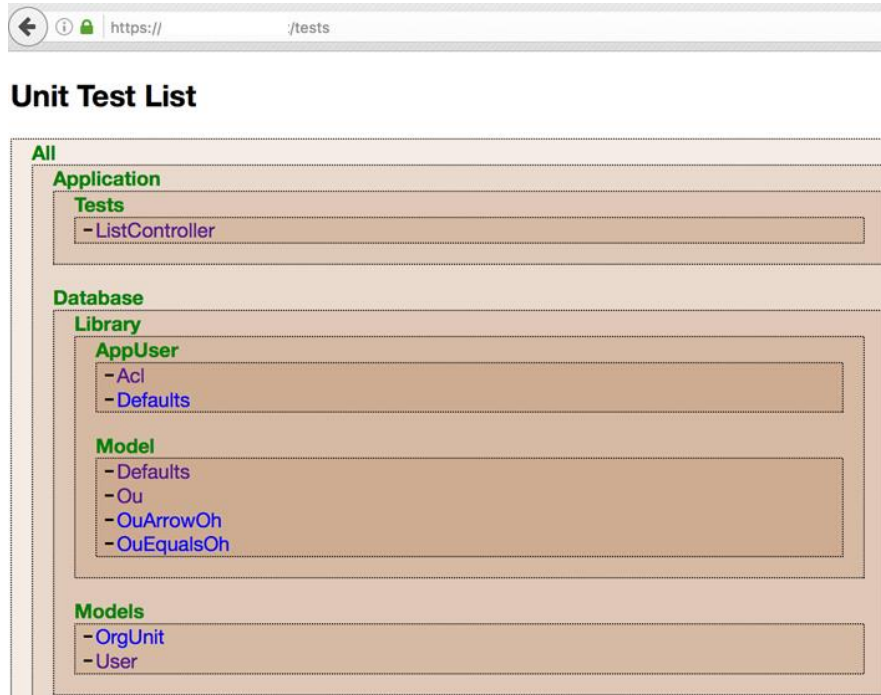 https:// :/tests
Unit Test List
All
Application
Tests
-ListController
Database
Library
AppUser
-Acl
-Defaults
Model
-Defaults
-Ou
-OuArrowOh
-OuEqualsOh
Models
-OrgUnit
-User